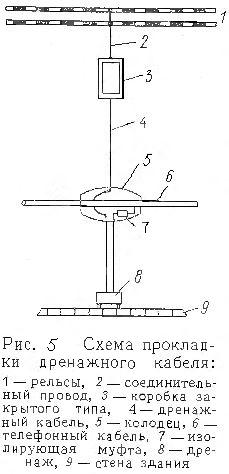 1
2
3
4
5
6
7
8
9
Рис. 5 Схема проклад-
ки дренажного кабеля:
1 — рельсы, 2 — соединитель-
ный провод, 3 — коробка за-
крытого типа, 4 — дренаж-
ный кабель, 5 — колодец, 6 —
телефонный кабель, 7 — изо-
лирующая муфта, 8 — дре-
наж, 9 — стена здания